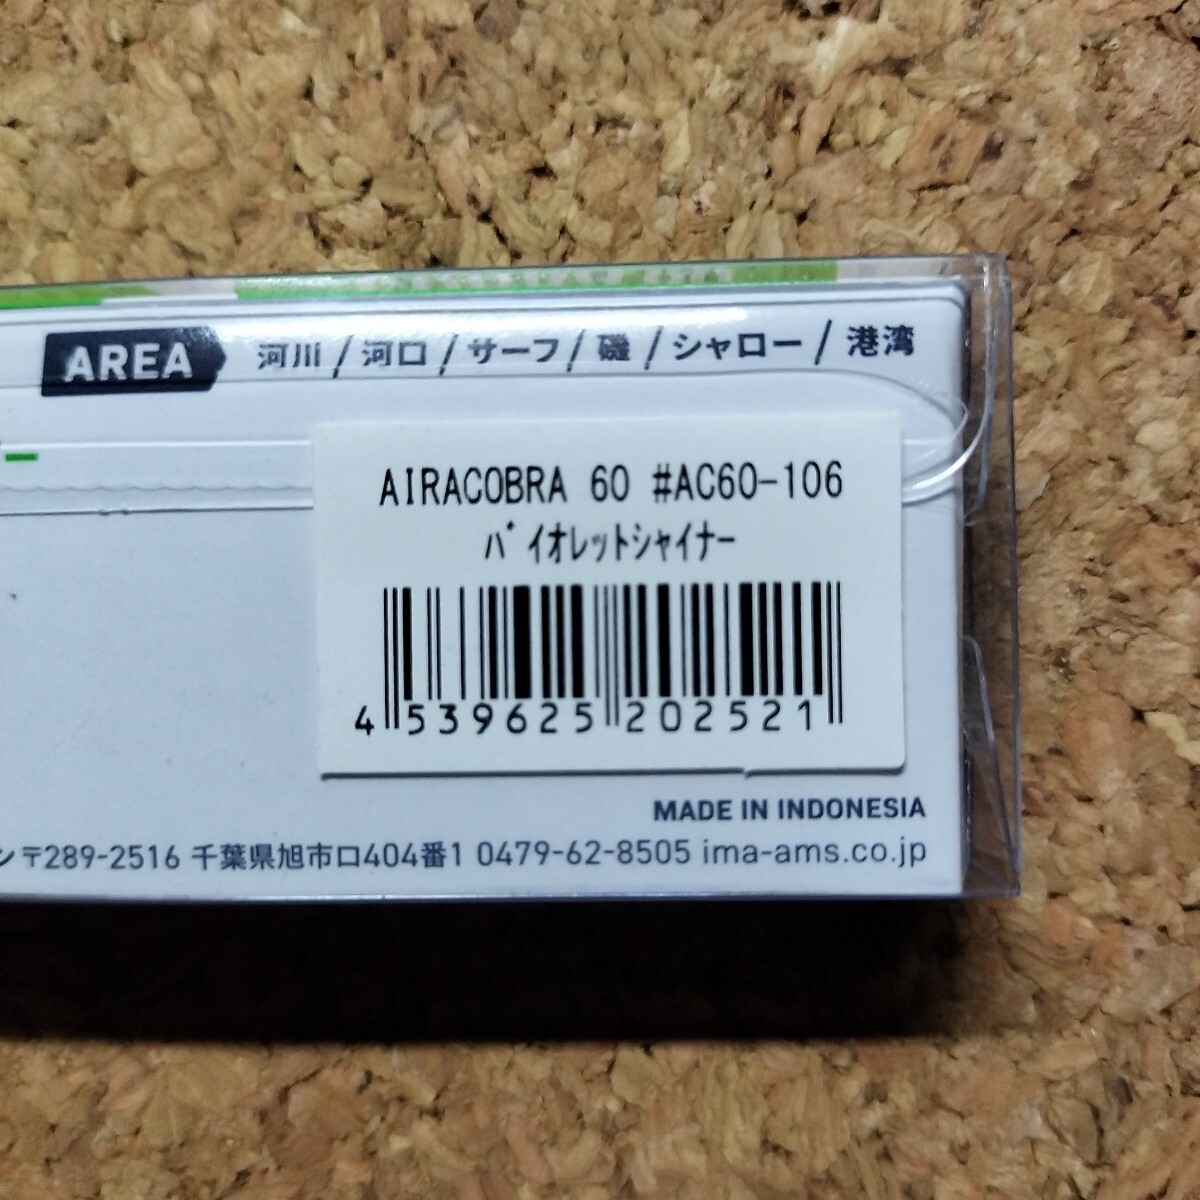 AREA 河川 / 河口 / サーフ / 磯 / シャロー / 港湾
AIRACOBRA 60 #AC60-106
ﾊﾞｲｵﾚｯﾄｼｬｲﾅｰ
4 539625 202521
MADE IN INDONESIA
ン 〒289-2516 千葉県旭市ロ404番1 0479-62-8505 ima-ams.co.jp